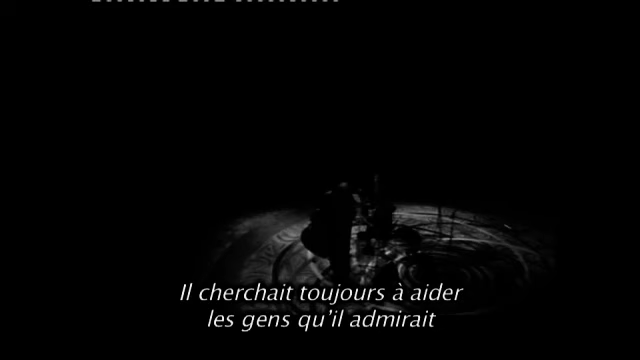 Il cherchait toujours à aider
les gens qu'il admirait